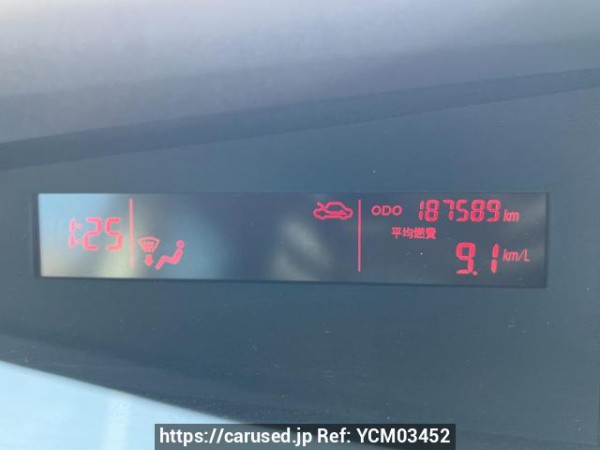 1:25
ODO 187589 km
平均燃費
9.1 km/L
https://carused.jp Ref: YCM03452